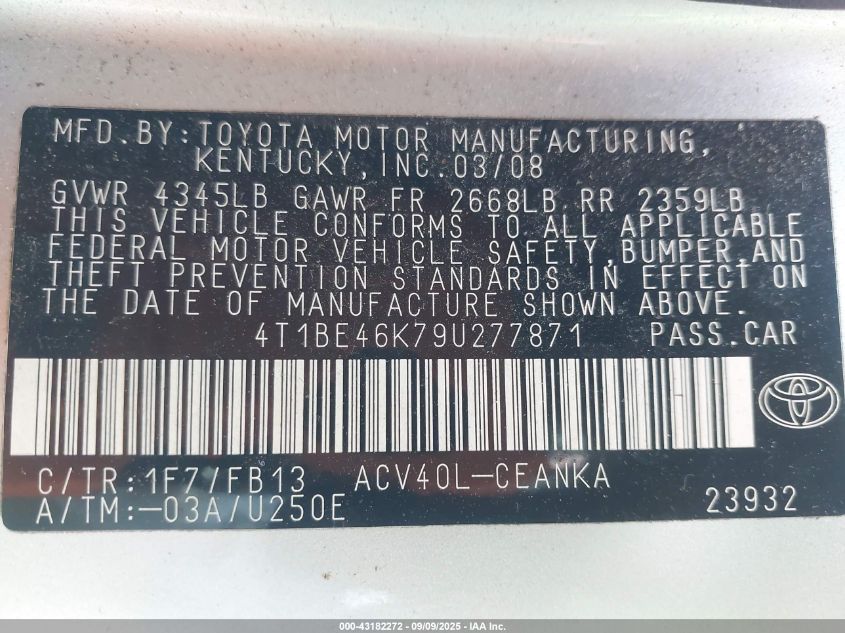 MFD. BY: TOYOTA MOTOR MANUFACTURING,
KENTUCKY, INC. 03/08
GVWR 4345LB GAWR FR 2668LB RR 2359LB
THIS VEHICLE CONFORMS TO ALL APPLICABLE
FEDERAL MOTOR VEHICLE SAFETY, BUMPER, AND
THEFT PREVENTION STANDARDS IN EFFECT ON
THE DATE OF MANUFACTURE SHOWN ABOVE.
4T1BE46K79U277871 PASS. CAR
C/TR: 1F7/FB13 ACV40L-CEANKA
A/TM: -03A/U250E 23932
000-43182272 - 09/09/2025 - IAA Inc.